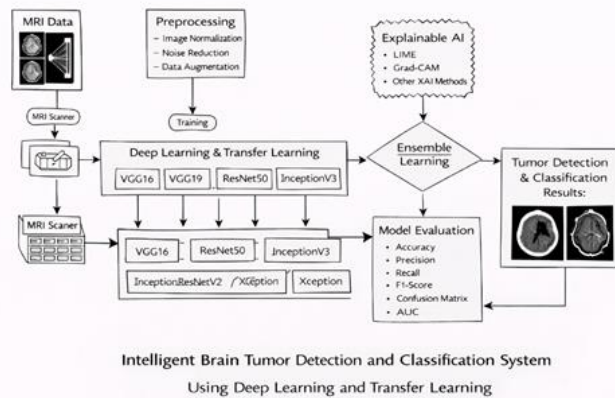 MRI Data
MRI Scanner
MRI Scaner
Preprocessing
– Image Normalization
– Noise Reduction
– Data Augmentation
Training
Deep Learning & Transfer Learning
VGG16 VGG19 ResNet50 InceptionV3
VGG16 ResNet50 InceptionV3
InceptionResNetV2 Xception Xception
Explainable AI
• LIME
• Grad-CAM
• Other XAI Methods
Ensemble
Learning
Model Evaluation
• Accuracy
• Precision
• Recall
• F1-Score
• Confusion Matrix
• AUC
Tumor Detection
& Classification
Results:
Intelligent Brain Tumor Detection and Classification System
Using Deep Learning and Transfer Learning